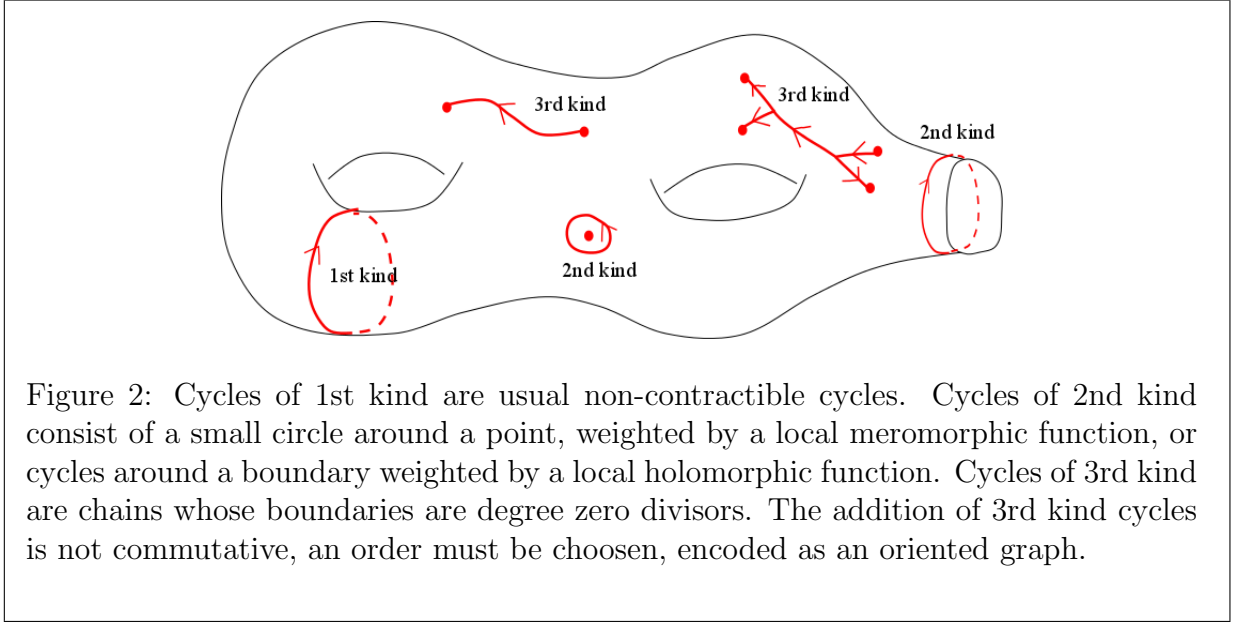 3rd kind
3rd kind
2nd kind
1st kind
2nd kind
Figure 2: Cycles of 1st kind are usual non-contractible cycles. Cycles of 2nd kind
consist of a small circle around a point, weighted by a local meromorphic function, or
cycles around a boundary weighted by a local holomorphic function. Cycles of 3rd kind
are chains whose boundaries are degree zero divisors. The addition of 3rd kind cycles
is not commutative, an order must be choosen, encoded as an oriented graph.